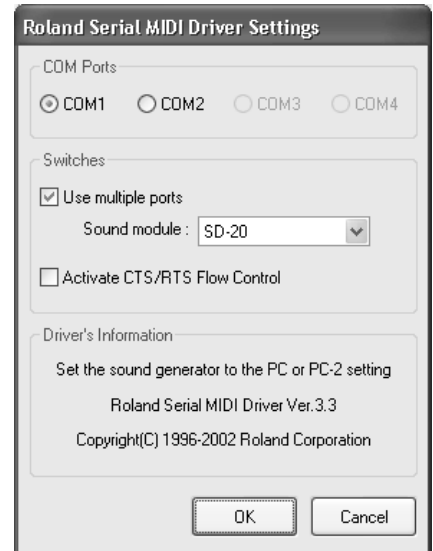 Roland Serial MIDI Driver Settings
COM Ports
COM1 COM2 COM3 COM4
Switches
Use multiple ports
Sound module : SD-20
Activate CTS/RTS Flow Control
Driver's Information
Set the sound generator to the PC or PC-2 setting
Roland Serial MIDI Driver Ver.3.3
Copyright(C) 1996-2002 Roland Corporation
OK Cancel